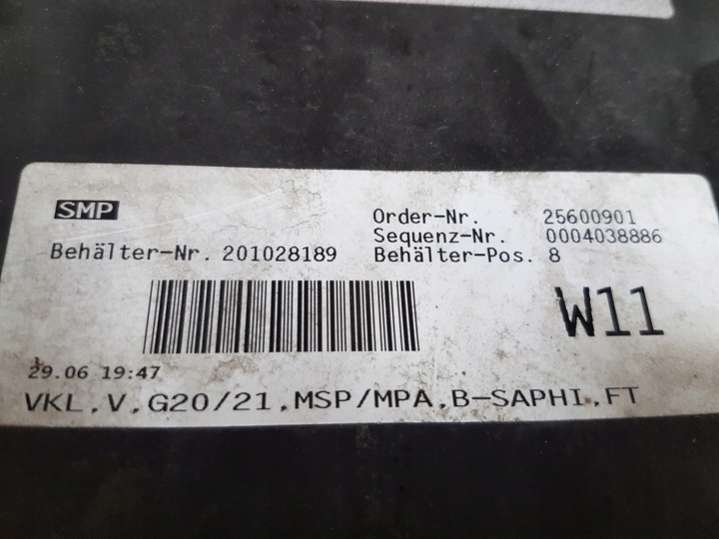 SMP
Order-Nr. 25600901
Sequenz-Nr. 0004038886
Behälter-Nr. 201028189 Behälter-Pos. 8
W11
29.06 19:47
VKL,V,G20/21,MSP/MPA,B-SAPHI,FT